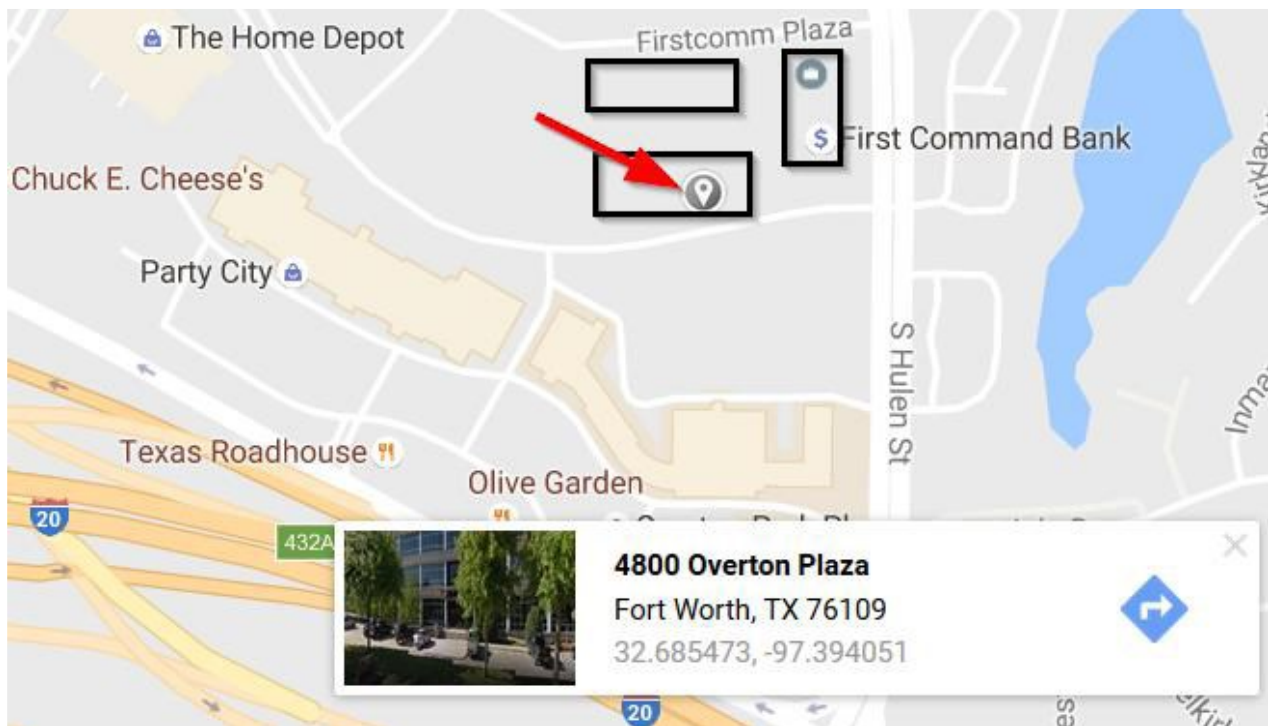 The Home Depot
Firstcomm Plaza
$
First Command Bank
Chuck E. Cheese's
Party City
S Hulen St
Texas Roadhouse
Olive Garden
20
432A
4800 Overton Plaza
Fort Worth, TX 76109
32.685473, -97.394051
20